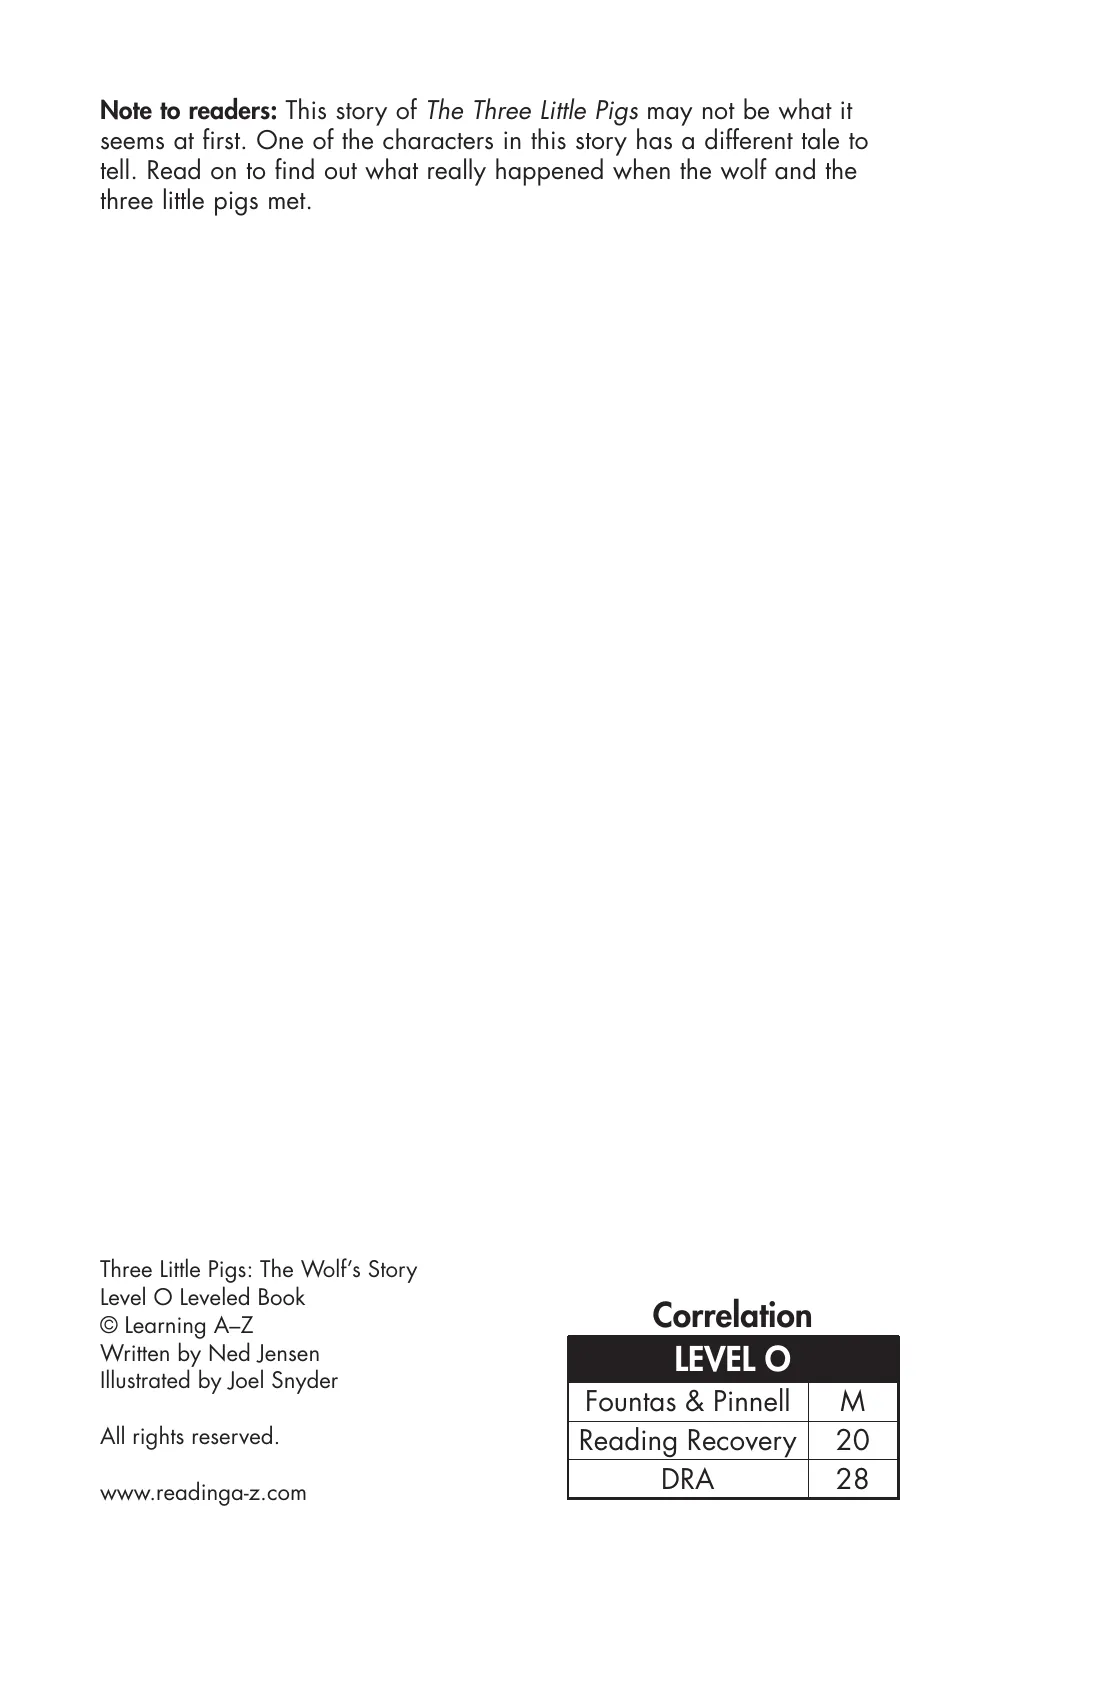 Note to readers: This story of The Three Little Pigs may not be what it
seems at first. One of the characters in this story has a different tale to
tell. Read on to find out what really happened when the wolf and the
three little pigs met.
Three Little Pigs: The Wolf’s Story
Level O Leveled Book
© Learning A–Z
Written by Ned Jensen
Illustrated by Joel Snyder
All rights reserved.
www.readinga-z.com
Correlation
LEVEL O
Fountas & Pinnell M
Reading Recovery 20
DRA 28